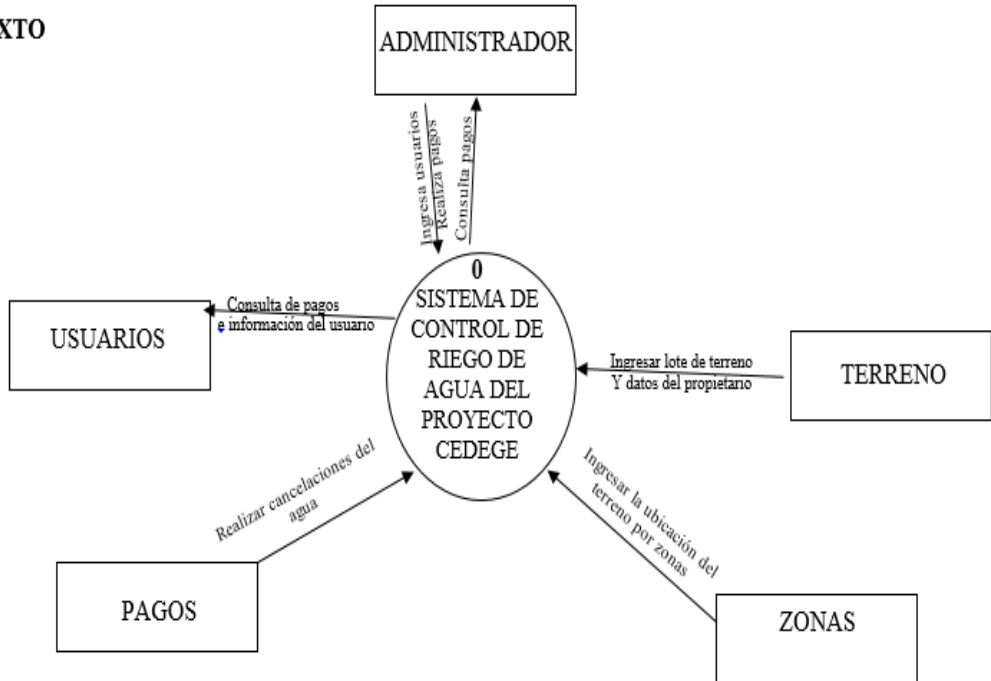 XTO
ADMINISTRADOR
Ingresa usuarios
Realiza pagos
Consulta pagos
0
SISTEMA DE
CONTROL DE
RIEGO DE
AGUA DEL
PROYECTO
CEDEGE
Consulta de pagos
e información del usuario
USUARIOS
Ingresar lote de terreno
Y datos del propietario
TERRENO
Realizar cancelaciones del
agua
PAGOS
Ingresar la ubicación del
terreno por zonas
ZONAS